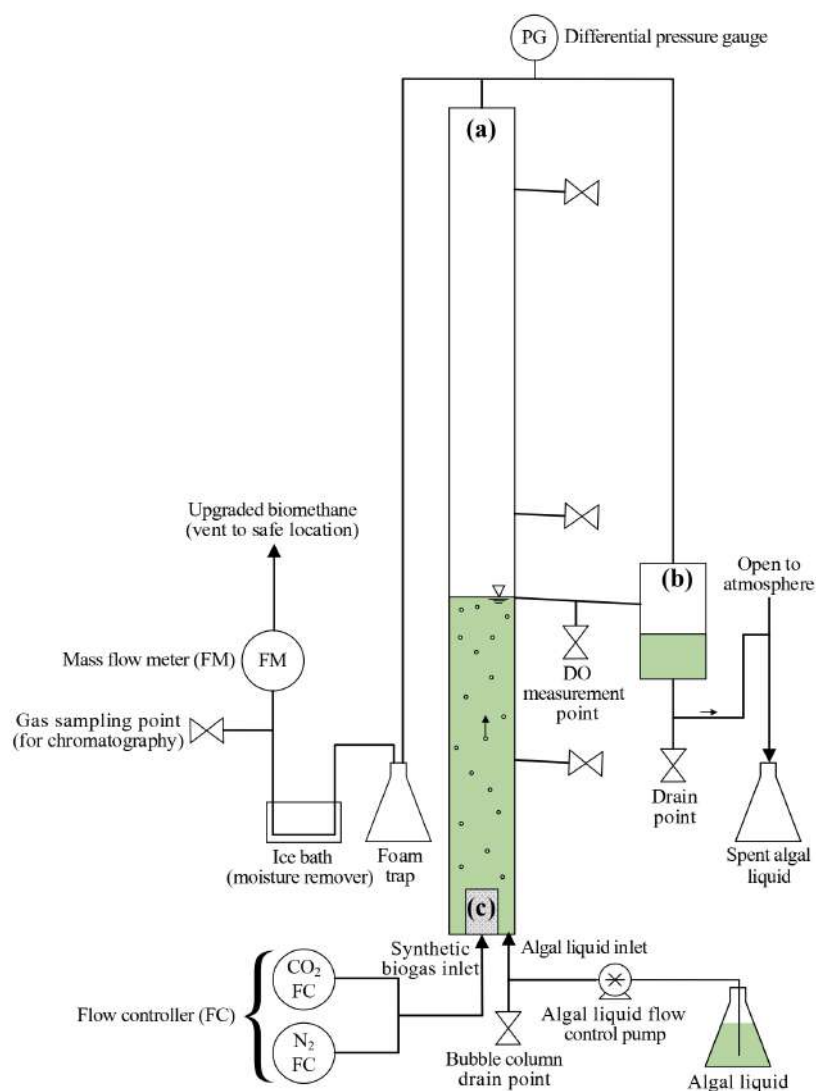 PG
Differential pressure gauge
(a)
Upgraded biomethane
(vent to safe location)
(b)
Open to
atmosphere
Mass flow meter (FM)
FM
DO
measurement
point
Gas sampling point
(for chromatography)
Drain
point
Ice bath
(moisture remover)
Foam
trap
Spent algal
liquid
(c)
Synthetic
biogas inlet
Algal liquid inlet
CO₂
FC
Flow controller (FC)
N₂
FC
Algal liquid flow
control pump
Bubble column
drain point
Algal liquid